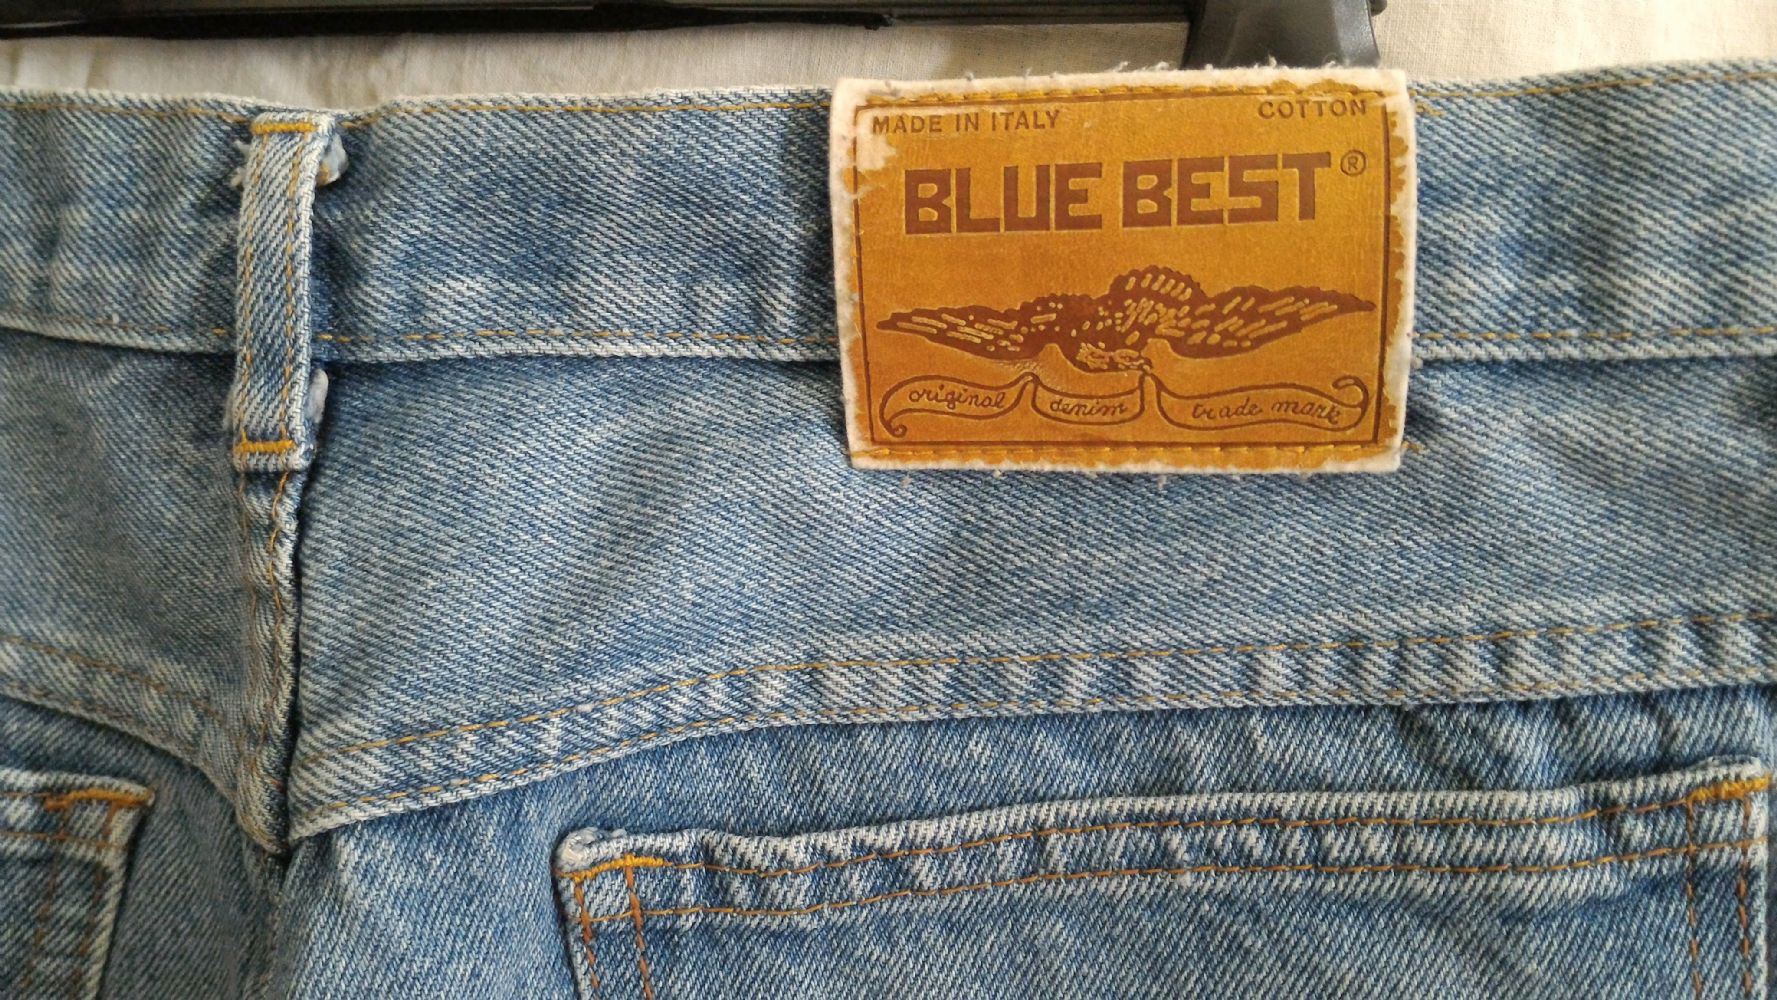 MADE IN ITALY COTTON
BLUE BEST®
original denim trade mark